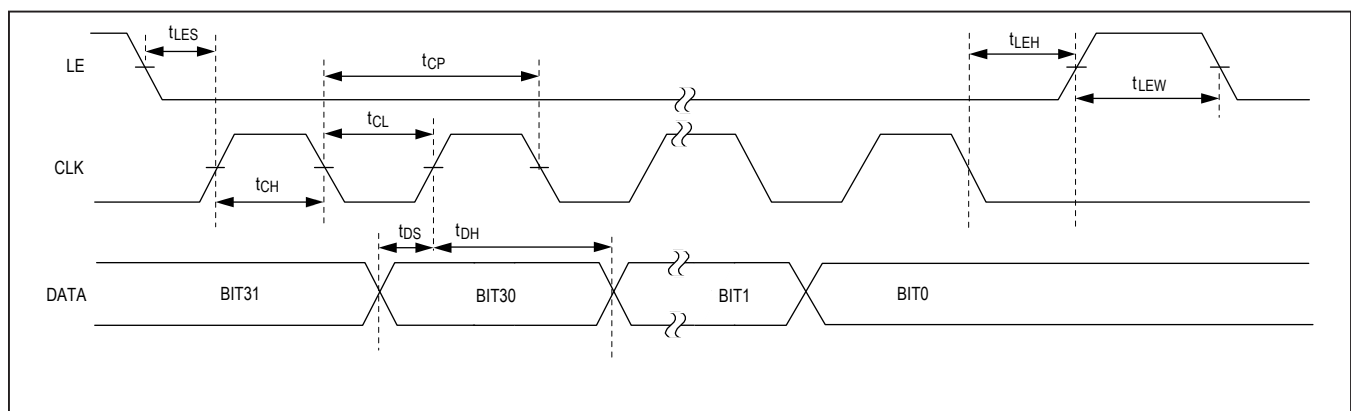 tLES
tLEH
LE
tCP
tLEW
tCL
CLK
tCH
tDS tDH
DATA BIT31 BIT30 BIT1 BIT0